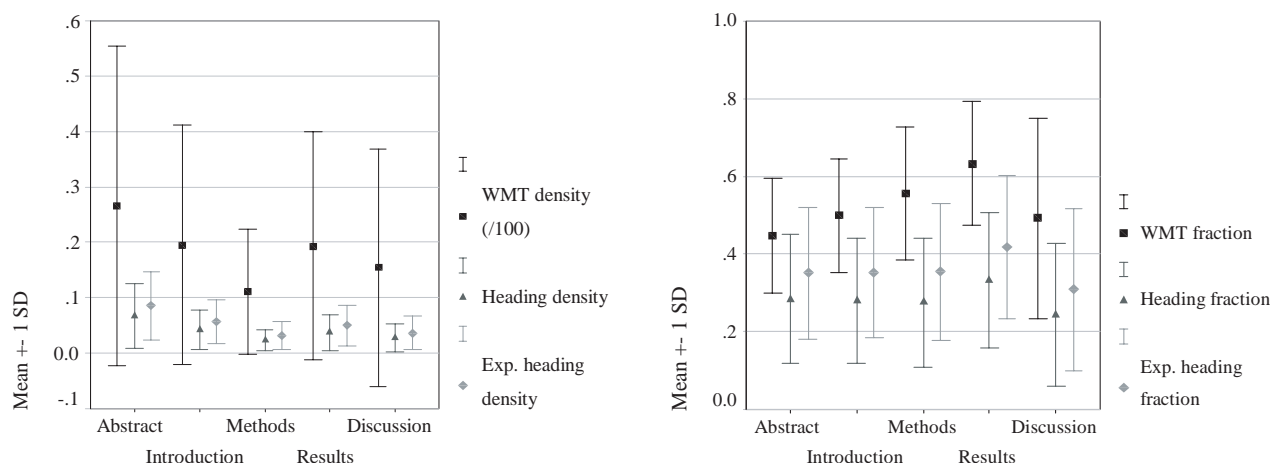 .6
.5
.4
.3
.2
.1
0.0
-.1
Mean +- 1 SD
Abstract
Methods
Discussion
Introduction
Results
WMT density
(/100)
Heading density
Exp. heading
density
1.0
.8
.6
.4
.2
0.0
Mean +- 1 SD
Abstract
Methods
Discussion
Introduction
Results
WMT fraction
Heading fraction
Exp. heading
fraction